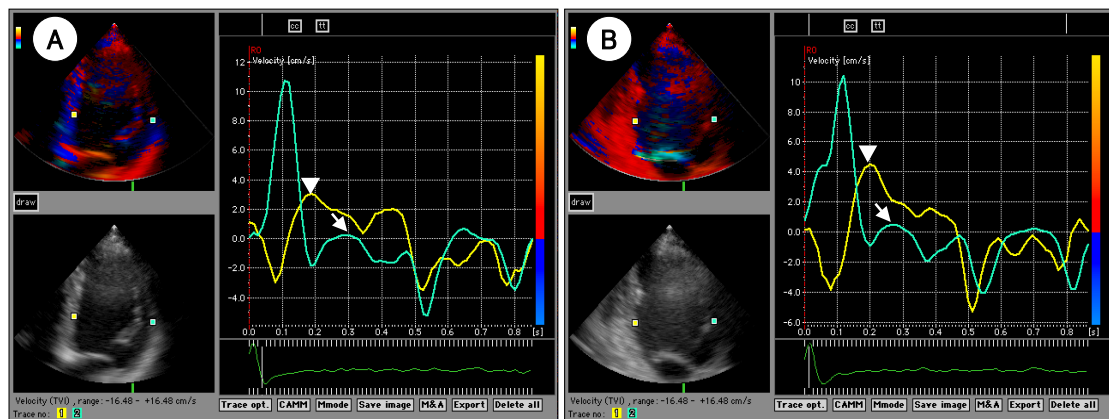 A
cc tt
RO
Velocity [cm/s]
12
10
8.0
6.0
4.0
2.0
0.0
-2.0
-4.0
0.0 0.1 0.2 0.3 0.4 0.5 0.6 0.7 0.8 [s]
draw
Velocity (TVI) , range: -16.48 - +16.48 cm/s
Trace no: 1 2
Trace opt. CAMM Mmode Save image M&A Export Delete all
B
cc tt
RO
Velocity [cm/s]
10
8.0
6.0
4.0
2.0
0.0
-2.0
-4.0
-6.0
0.0 0.1 0.2 0.3 0.4 0.5 0.6 0.7 0.8 [s]
draw
Velocity (TVI) , range: -16.48 - +16.48 cm/s
Trace no: 1 2
Trace opt. CAMM Mmode Save image M&A Export Delete all